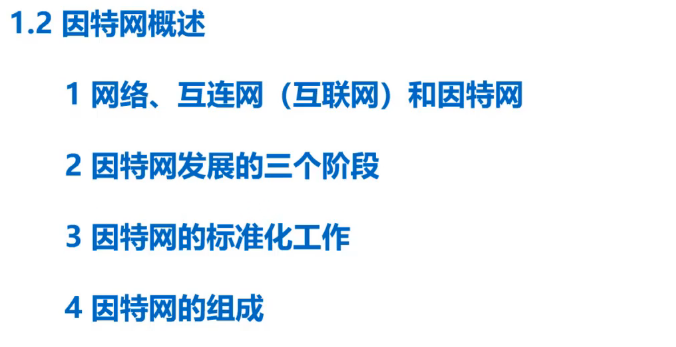 1.2 因特网概述
1 网络、互连网（互联网）和因特网
2 因特网发展的三个阶段
3 因特网的标准化工作
4 因特网的组成